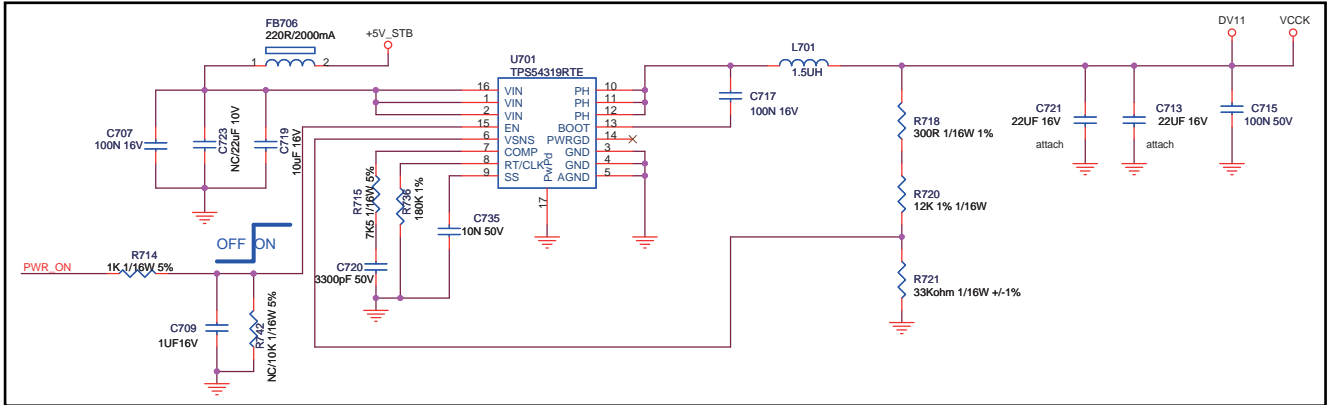 FB706
220R/2000mA
1
2
+5V_STB
U701
TPS54319RTE
16 VIN
1 VIN
2 VIN
15 EN
6 VSNS
7 COMP
8 RT/CLK
9 SS
PH 10
PH 11
PH 12
BOOT 13
PWRGD 14
GND 3
GND 4
AGND 5
PwPd
17
C707
100N 16V
C723
NC/22uF 10V
C719
10uF 16V
L701
1.5UH
C717
100N 16V
DV11
VCCK
R718
300R 1/16W 1%
R720
12K 1% 1/16W
R721
33Kohm 1/16W +/-1%
C721
22UF 16V
attach
C713
22UF 16V
attach
C715
100N 50V
R715
7K5 1/16W 5%
R736
180K 1%
C735
10N 50V
C720
3300pF 50V
OFF ON
PWR_ON
R714
1K 1/16W 5%
C709
1UF16V
R742
NC/10K 1/16W 5%